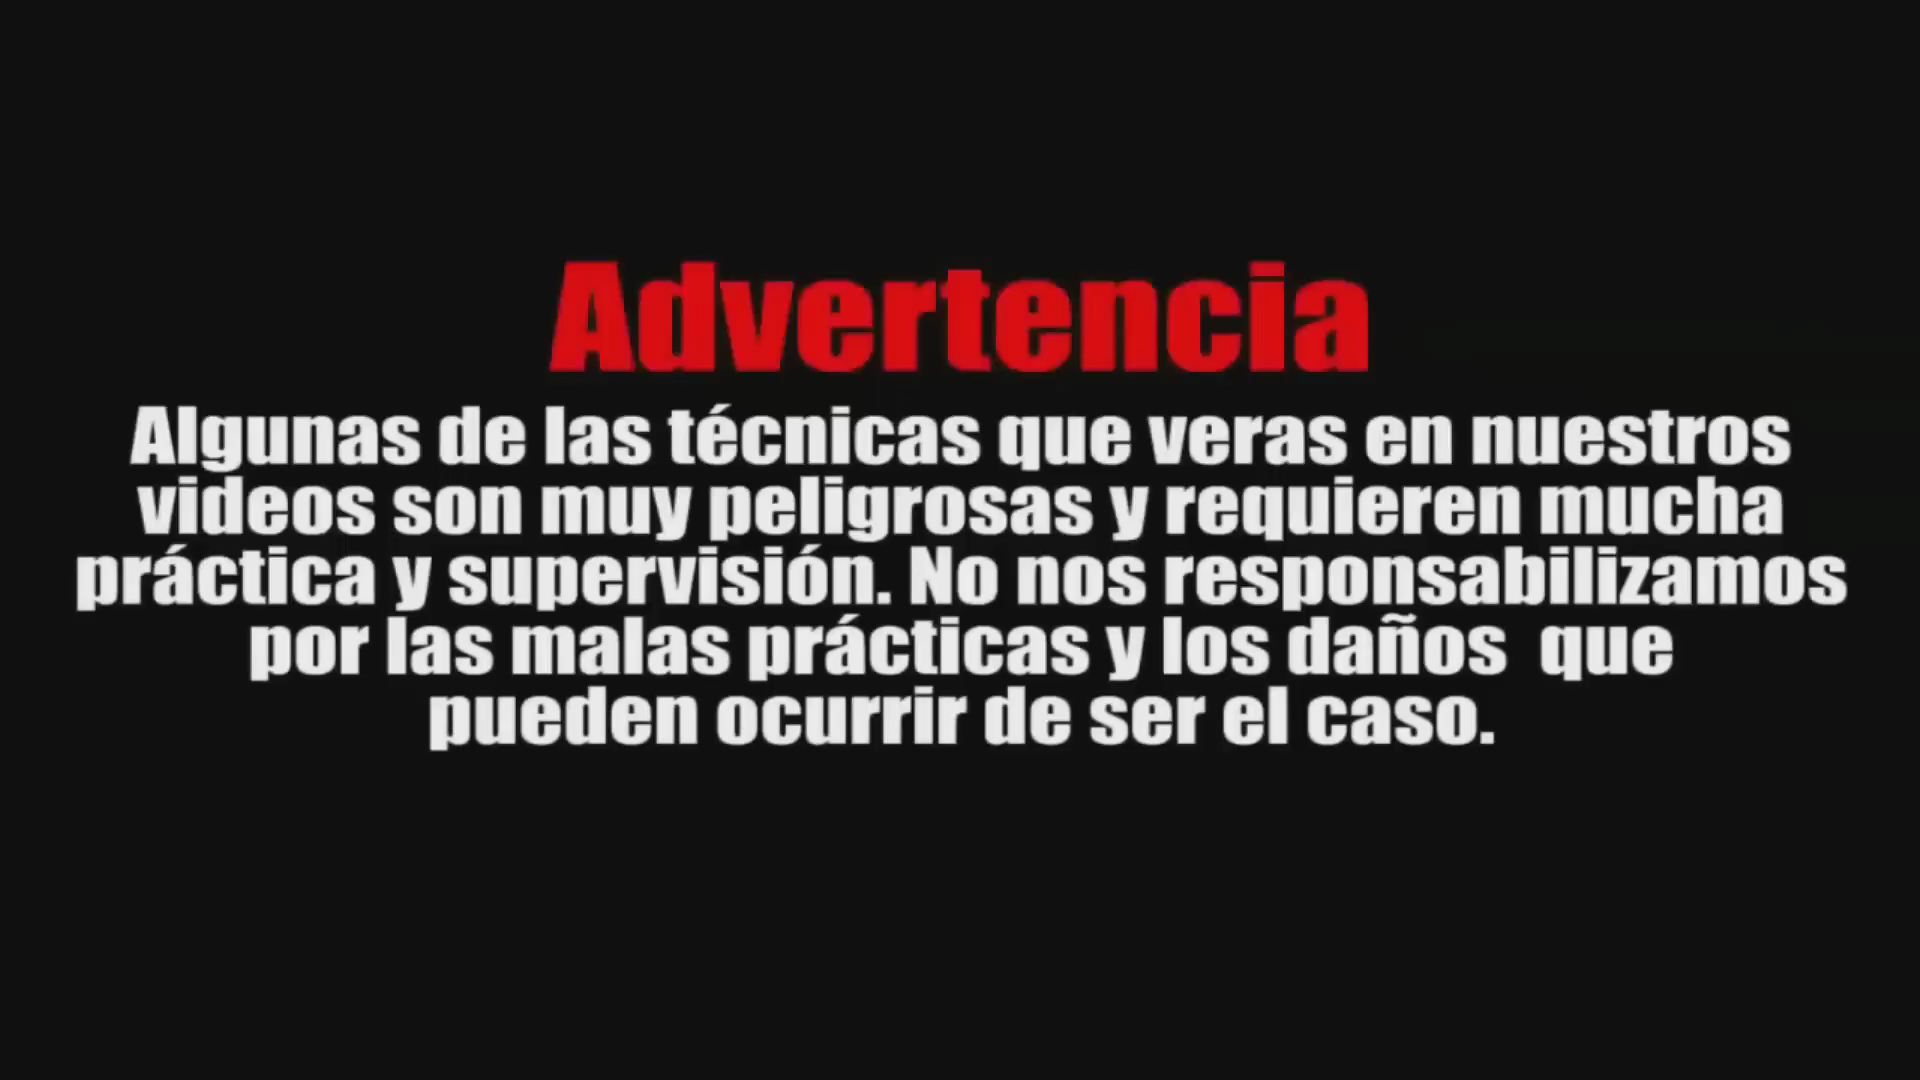 Advertencia
Algunas de las técnicas que veras en nuestros
videos son muy peligrosas y requieren mucha
práctica y supervisión. No nos responsabilizamos
por las malas prácticas y los daños  que
pueden ocurrir de ser el caso.